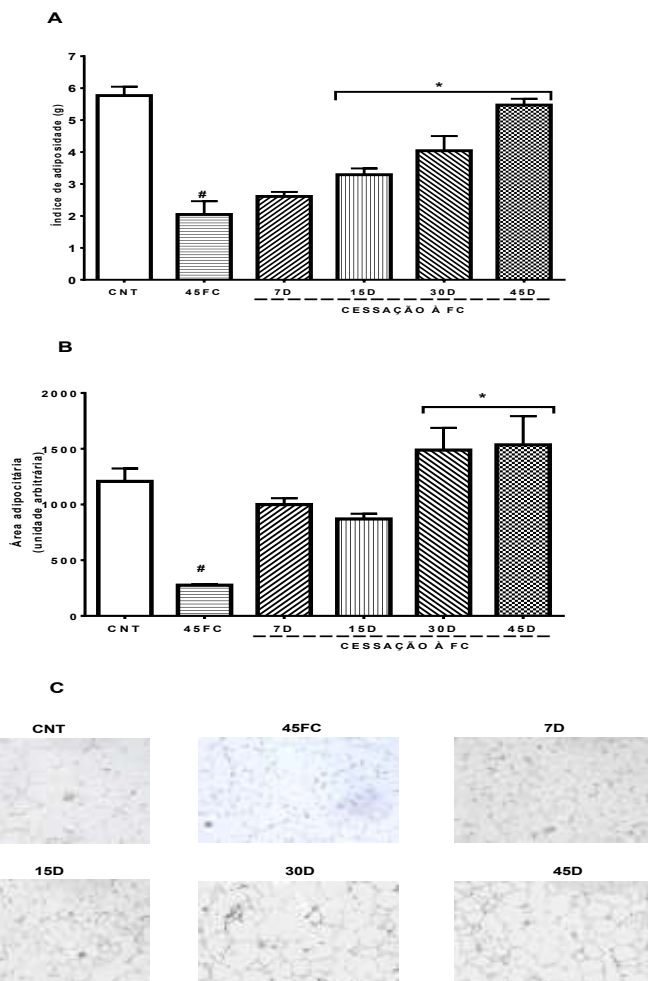 A
Índice de adiposidade (g)
7
6
5
4
3
2
1
0
#
*
CNT 45FC 7D 15D 30D 45D
CESSAÇÃO À FC
B
Área adipocitária
(unidade arbitrária)
2000
1500
1000
500
0
#
*
CNT 45FC 7D 15D 30D 45D
CESSAÇÃO À FC
C
CNT 45FC 7D
15D 30D 45D